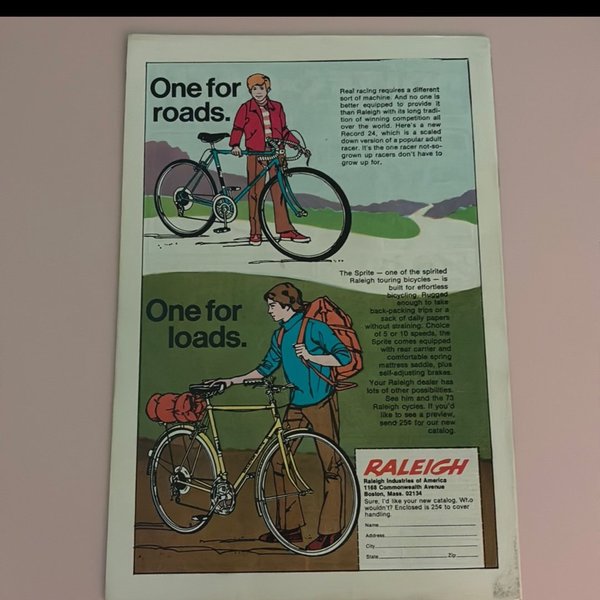 One for
roads.
Real racing requires a different
sort of machine. And no one is
better equipped to provide it
than Raleigh with its long tradi-
tion of winning competition all
over the world. Here's a new
Record 24, which is a scaled
down version of a popular adult
racer. It's the one racer not-so-
grown up racers don't have to
grow up for.
The Sprite — one of the spirited
Raleigh touring bicycles — is
built for effortless
bicycling. Rugged
enough to take
back-packing trips or a
sack of daily papers
without straining. Choice
of 5 or 10 speeds, the
Sprite comes equipped
with rear carrier and
comfortable spring
mattress saddle, plus
self-adjusting brakes.
Your Raleigh dealer has
lots of other possibilities.
See him and the 73
Raleigh cycles. If you'd
like to see a preview,
send 25¢ for our new
catalog.
One for
loads.
RALEIGH
Raleigh Industries of America
1168 Commonwealth Avenue
Boston, Mass. 02134
Sure, I'd like your new catalog. Who
wouldn't? Enclosed is 25¢ to cover
handling.
Name
Address
City
State Zip